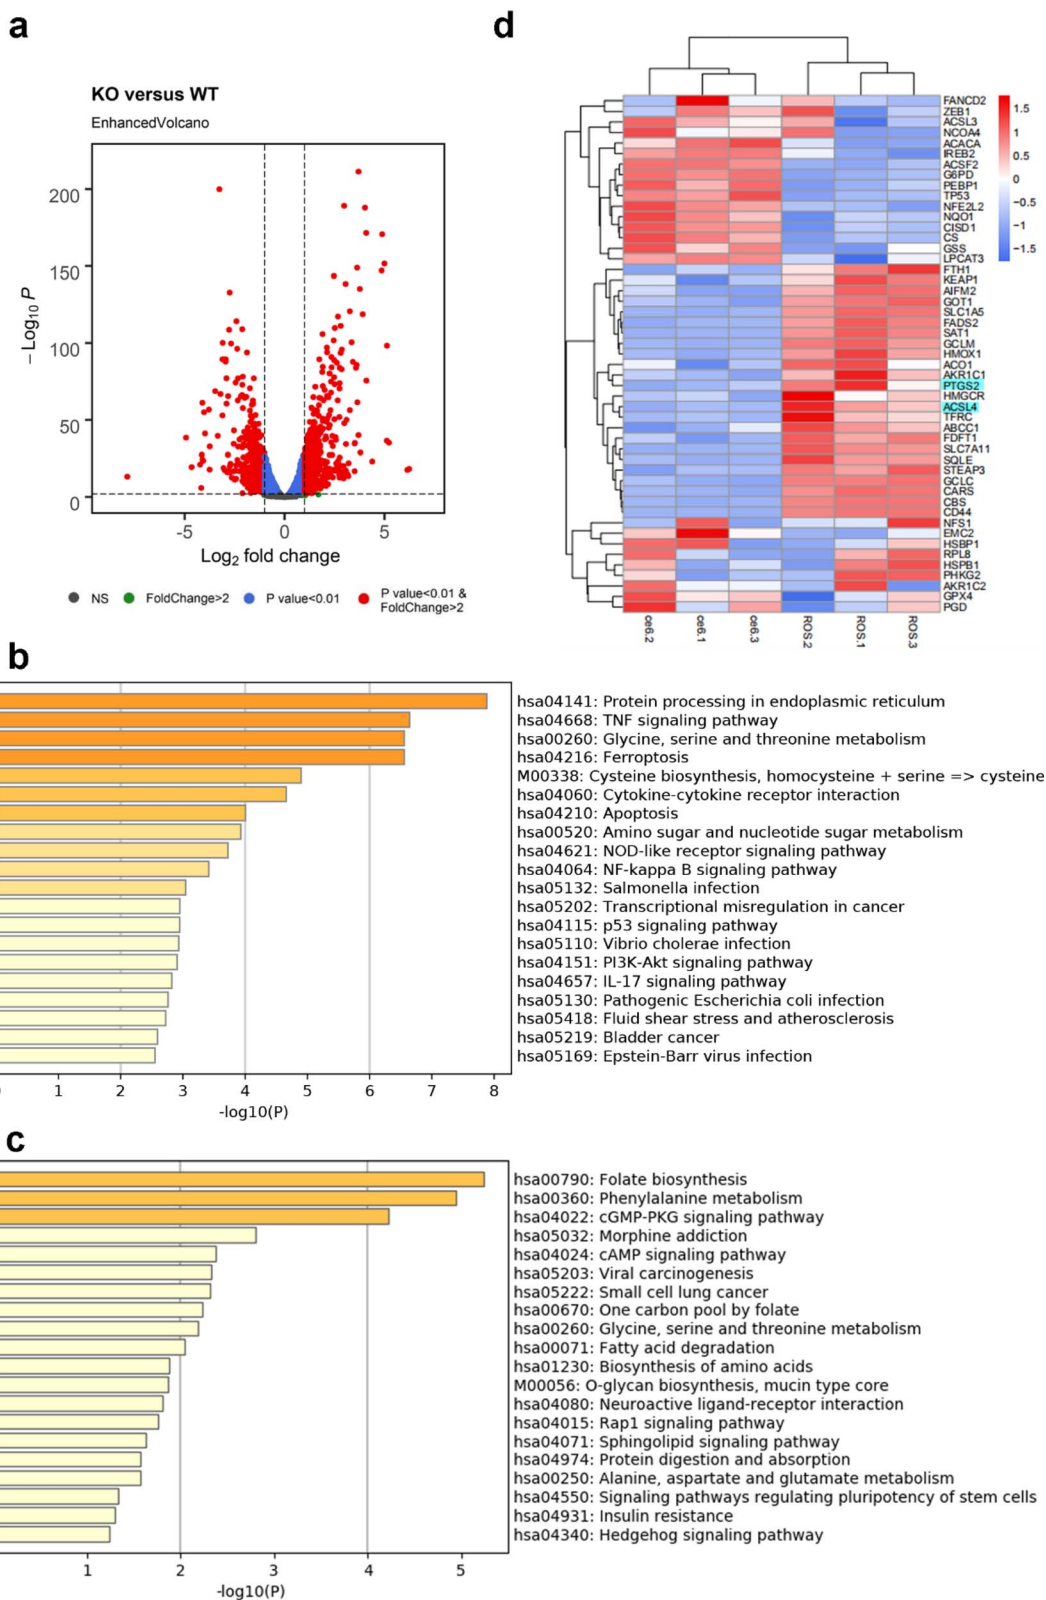 a
KO versus WT
EnhancedVolcano
– Log10 P
200
150
100
50
0
-5
0
5
Log2 fold change
NS
FoldChange>2
P value<0.01
P value<0.01 &
FoldChange>2
d
FANCD2
ZEB1
ACSL3
NCOA4
ACACA
IREB2
ACSF2
G6PD
PEBP1
TP53
NFE2L2
NQO1
CISD1
CS
GSS
LPCAT3
FTH1
KEAP1
AIFM2
GOT1
SLC1A5
FADS2
SAT1
GCLM
HMOX1
ACO1
AKR1C1
PTGS2
HMGCR
ACSL4
TFRC
ABCC1
FDFT1
SLC7A11
SQLE
STEAP3
GCLC
CARS
CBS
CD44
NFS1
EMC2
HSBP1
RPL8
HSPB1
PHKG2
AKR1C2
GPX4
PGD
1.5
1
0.5
0
−0.5
−1
−1.5
ce6.2
ce6.1
ce6.3
ROS.2
ROS.1
ROS.3
b
hsa04141: Protein processing in endoplasmic reticulum
hsa04668: TNF signaling pathway
hsa00260: Glycine, serine and threonine metabolism
hsa04216: Ferroptosis
M00338: Cysteine biosynthesis, homocysteine + serine => cysteine
hsa04060: Cytokine-cytokine receptor interaction
hsa04210: Apoptosis
hsa00520: Amino sugar and nucleotide sugar metabolism
hsa04621: NOD-like receptor signaling pathway
hsa04064: NF-kappa B signaling pathway
hsa05132: Salmonella infection
hsa05202: Transcriptional misregulation in cancer
hsa04115: p53 signaling pathway
hsa05110: Vibrio cholerae infection
hsa04151: PI3K-Akt signaling pathway
hsa04657: IL-17 signaling pathway
hsa05130: Pathogenic Escherichia coli infection
hsa05418: Fluid shear stress and atherosclerosis
hsa05219: Bladder cancer
hsa05169: Epstein-Barr virus infection
1 2 3 4 5 6 7 8
-log10(P)
c
hsa00790: Folate biosynthesis
hsa00360: Phenylalanine metabolism
hsa04022: cGMP-PKG signaling pathway
hsa05032: Morphine addiction
hsa04024: cAMP signaling pathway
hsa05203: Viral carcinogenesis
hsa05222: Small cell lung cancer
hsa00670: One carbon pool by folate
hsa00260: Glycine, serine and threonine metabolism
hsa00071: Fatty acid degradation
hsa01230: Biosynthesis of amino acids
M00056: O-glycan biosynthesis, mucin type core
hsa04080: Neuroactive ligand-receptor interaction
hsa04015: Rap1 signaling pathway
hsa04071: Sphingolipid signaling pathway
hsa04974: Protein digestion and absorption
hsa00250: Alanine, aspartate and glutamate metabolism
hsa04550: Signaling pathways regulating pluripotency of stem cells
hsa04931: Insulin resistance
hsa04340: Hedgehog signaling pathway
1 2 3 4 5
-log10(P)